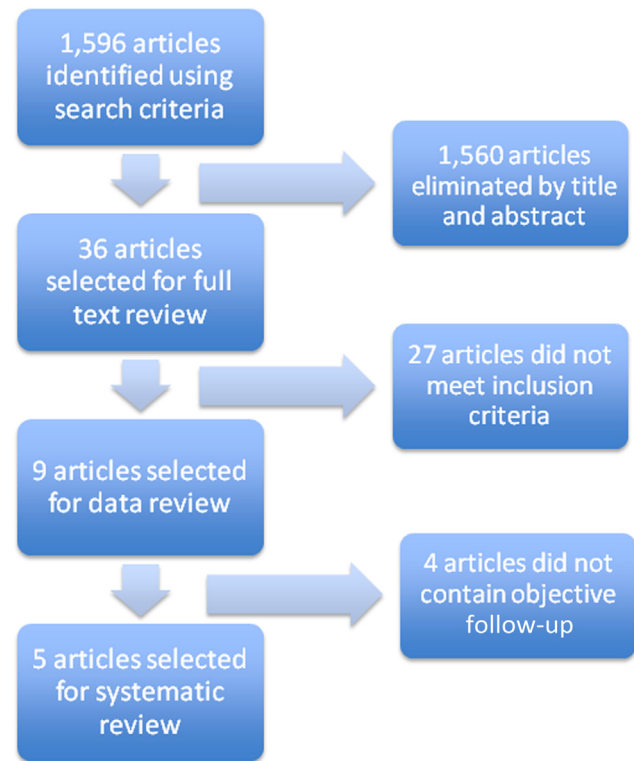 1,596 articles
identified using
search criteria
1,560 articles
eliminated by title
and abstract
36 articles
selected for full
text review
27 articles did not
meet inclusion
criteria
9 articles selected
for data review
4 articles did not
contain objective
follow-up
5 articles selected
for systematic
review